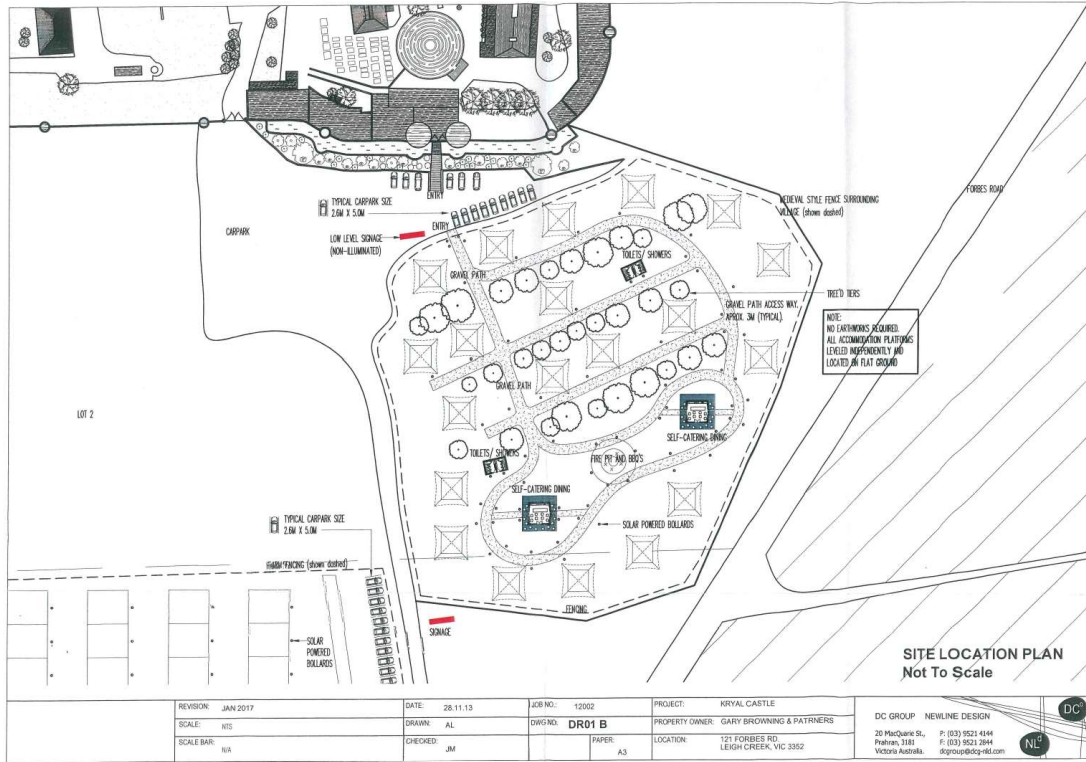 TYPICAL CARPARK SIZE
2.6M X 5.0M
ENTRY
CARPARK
LOW LEVEL SIGNAGE
(NON-ILLUMINATED)
ENTRY
MEDIEVAL STYLE FENCE SURROUNDING
VILLAGE (shown dashed)
FORBES ROAD
TOILETS/ SHOWERS
GRAVEL PATH
TREE'D TIERS
GRAVEL PATH ACCESS WAY.
APROX. 3M (TYPICAL).
NOTE:
NO EARTHWORKS REQUIRED.
ALL ACCOMMODATION PLATFORMS
LEVELED INDEPENDENTLY AND
LOCATED ON FLAT GROUND
GRAVEL PATH
LOT 2
SELF-CATERING DINING
TOILETS/ SHOWERS
FIRE PIT AND BBQ'S
SELF-CATERING DINING
TYPICAL CARPARK SIZE
2.6M X 5.0M
SOLAR POWERED BOLLARDS
FENCING (shown dashed)
FENCING
SIGNAGE
SOLAR
POWERED
BOLLARDS
SITE LOCATION PLAN
Not To Scale
REVISION: JAN 2017
SCALE: NTS
SCALE BAR: N/A
DATE: 28.11.13
DRAWN: AL
CHECKED: JM
JOB NO.: 12002
DWG NO. DR01 B
PAPER: A3
PROJECT: KRYAL CASTLE
PROPERTY OWNER: GARY BROWNING & PATRNERS
LOCATION: 121 FORBES RD.
LEIGH CREEK, VIC 3352
DC GROUP NEWLINE DESIGN
20 MacQuarie St., P: (03) 9521 4144
Prahran, 3181 F: (03) 9521 2844
Victoria Australia. dcgroup@dcg-nld.com
DCG
NLd